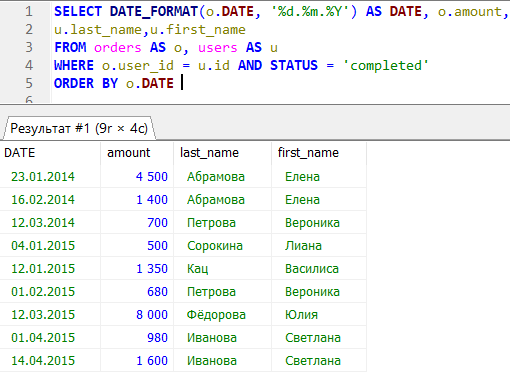 1 SELECT DATE_FORMAT(o.DATE, '%d.%m.%Y') AS DATE, o.amount,
2 u.last_name,u.first_name
3 FROM orders AS o, users AS u
4 WHERE o.user_id = u.id AND STATUS = 'completed'
5 ORDER BY o.DATE
6
Результат #1 (9r × 4c)
DATE amount last_name first_name
23.01.2014 4 500 Абрамова Елена
16.02.2014 1 400 Абрамова Елена
12.03.2014 700 Петрова Вероника
04.01.2015 500 Сорокина Лиана
12.01.2015 1 350 Кац Василиса
01.02.2015 680 Петрова Вероника
12.03.2015 8 000 Фёдорова Юлия
01.04.2015 980 Иванова Светлана
14.04.2015 1 600 Иванова Светлана